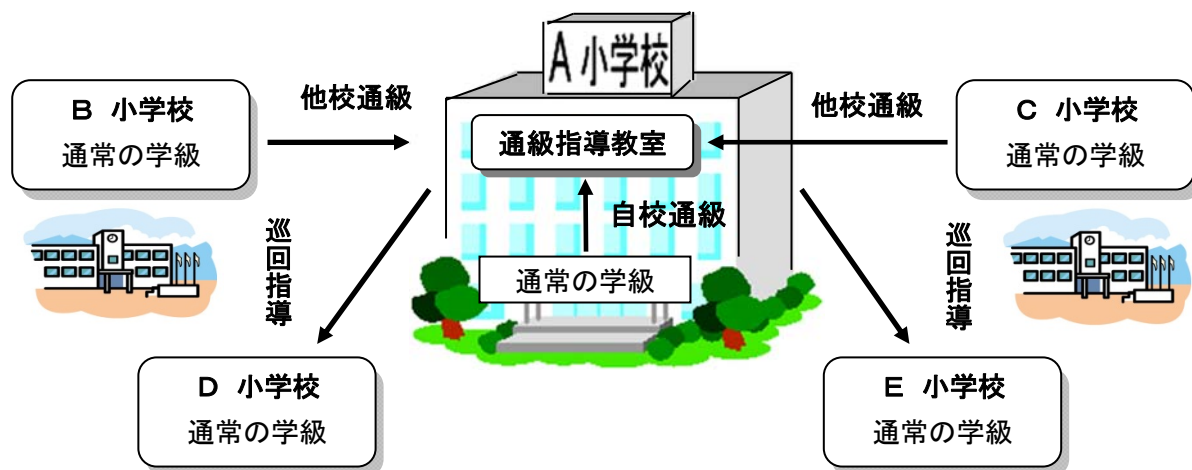 A 小学校
B 小学校
通常の学級
他校通級
通級指導教室
他校通級
C 小学校
通常の学級
自校通級
通常の学級
巡回指導
巡回指導
D 小学校
通常の学級
E 小学校
通常の学級